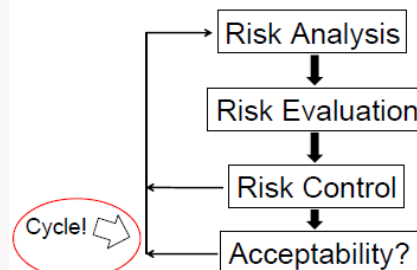 Risk Analysis
Risk Evaluation
Risk Control
Cycle!
Acceptability?